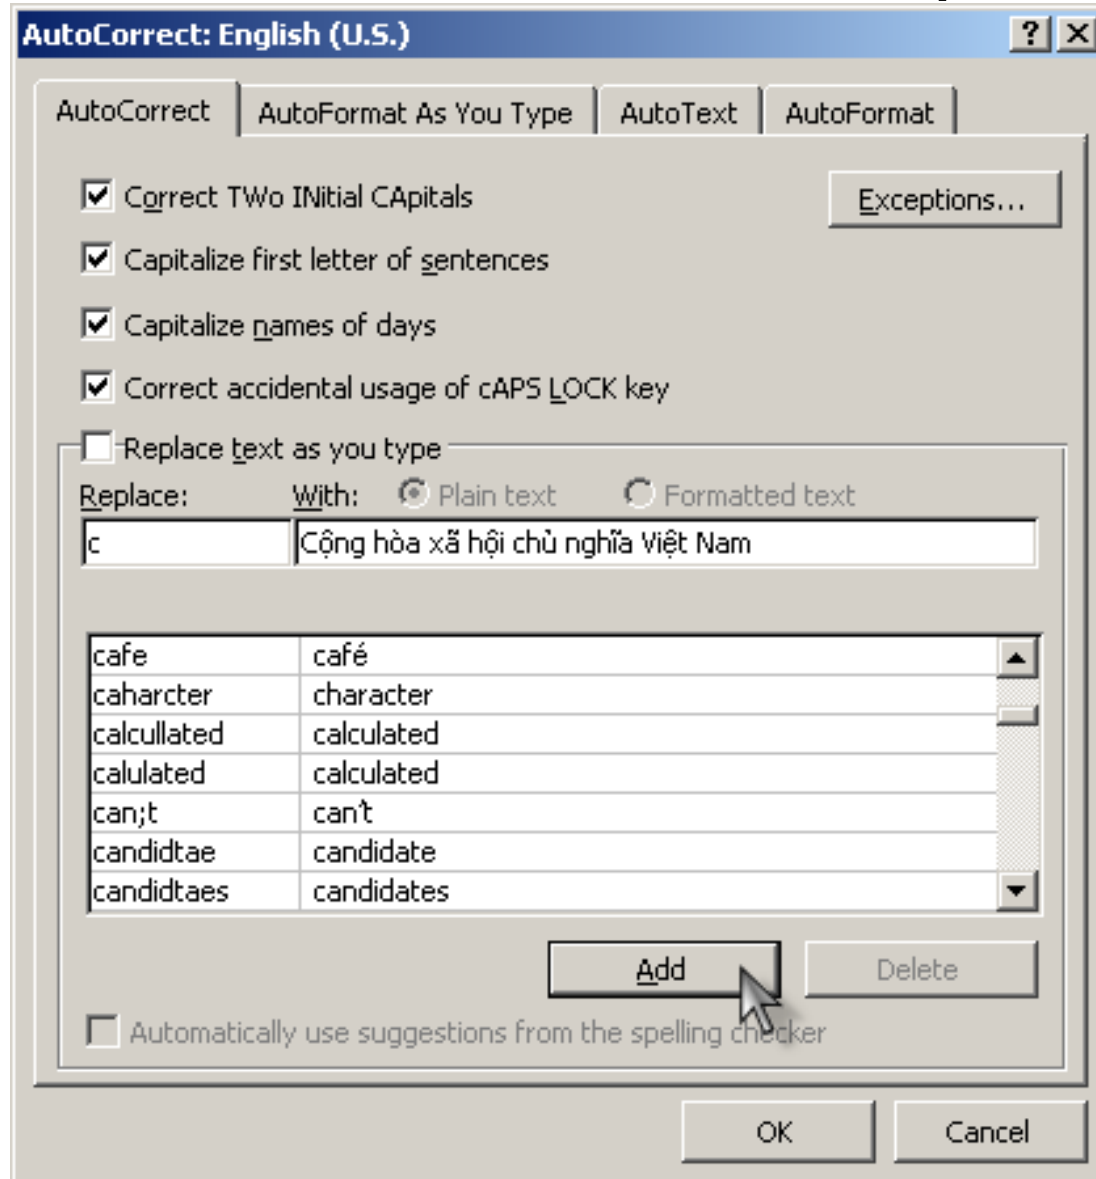 AutoCorrect: English (U.S.)
AutoCorrect AutoFormat As You Type AutoText AutoFormat
Correct TWo INitial CApitals Exceptions...
Capitalize first letter of sentences
Capitalize names of days
Correct accidental usage of cAPS LOCK key
Replace text as you type
Replace: With: Plain text Formatted text
c Cộng hòa xã hội chủ nghĩa Việt Nam
cafe café
caharcter character
calcullated calculated
calulated calculated
can;t can't
candidtae candidate
candidtaes candidates
Add Delete
Automatically use suggestions from the spelling checker
OK Cancel